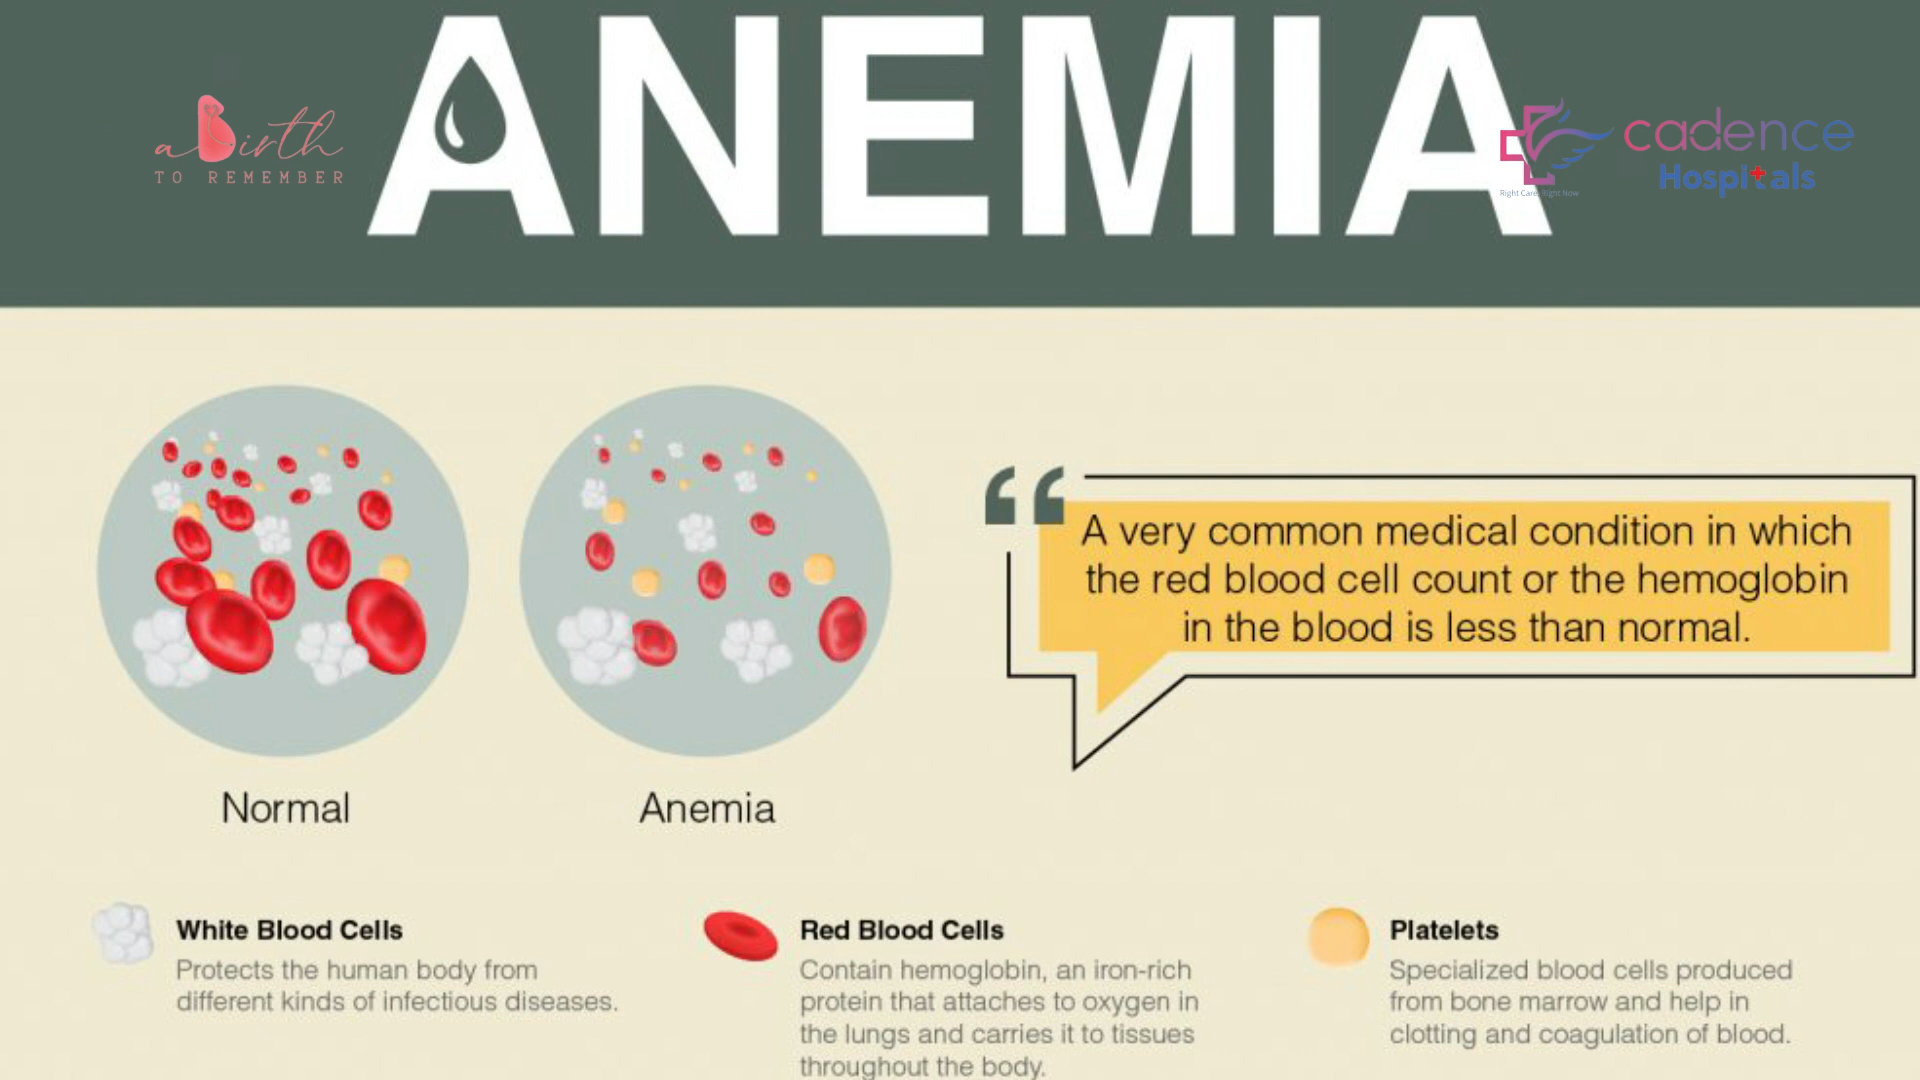 ANEMIA
a Birth
TO REMEMBER
cadence
Hospitals
Right Care, Right Now
“
A very common medical condition in which
the red blood cell count or the hemoglobin
in the blood is less than normal.
Normal
Anemia
White Blood Cells
Protects the human body from
different kinds of infectious diseases.
Red Blood Cells
Contain hemoglobin, an iron-rich
protein that attaches to oxygen in
the lungs and carries it to tissues
throughout the body.
Platelets
Specialized blood cells produced
from bone marrow and help in
clotting and coagulation of blood.